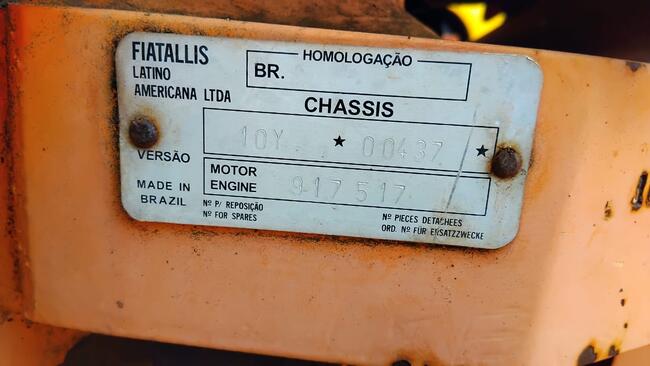 FIATALLIS
LATINO
AMERICANA LTDA
HOMOLOGAÇÃO
BR.
CHASSIS
10Y ★ 00437 ★
VERSÃO
MOTOR
ENGINE
917517
MADE IN
BRAZIL
Nº P/ REPOSIÇÃO
Nº FOR SPARES
Nº PIECES DETACHEES
ORD. Nº FÜR ERSATZZWECKE